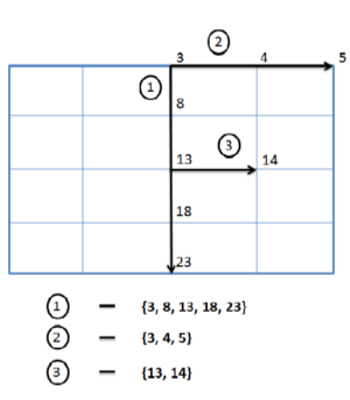 2
3 4 5
1
8
3
13 14
18
23
1 – {3, 8, 13, 18, 23}
2 – {3, 4, 5}
3 – {13, 14}